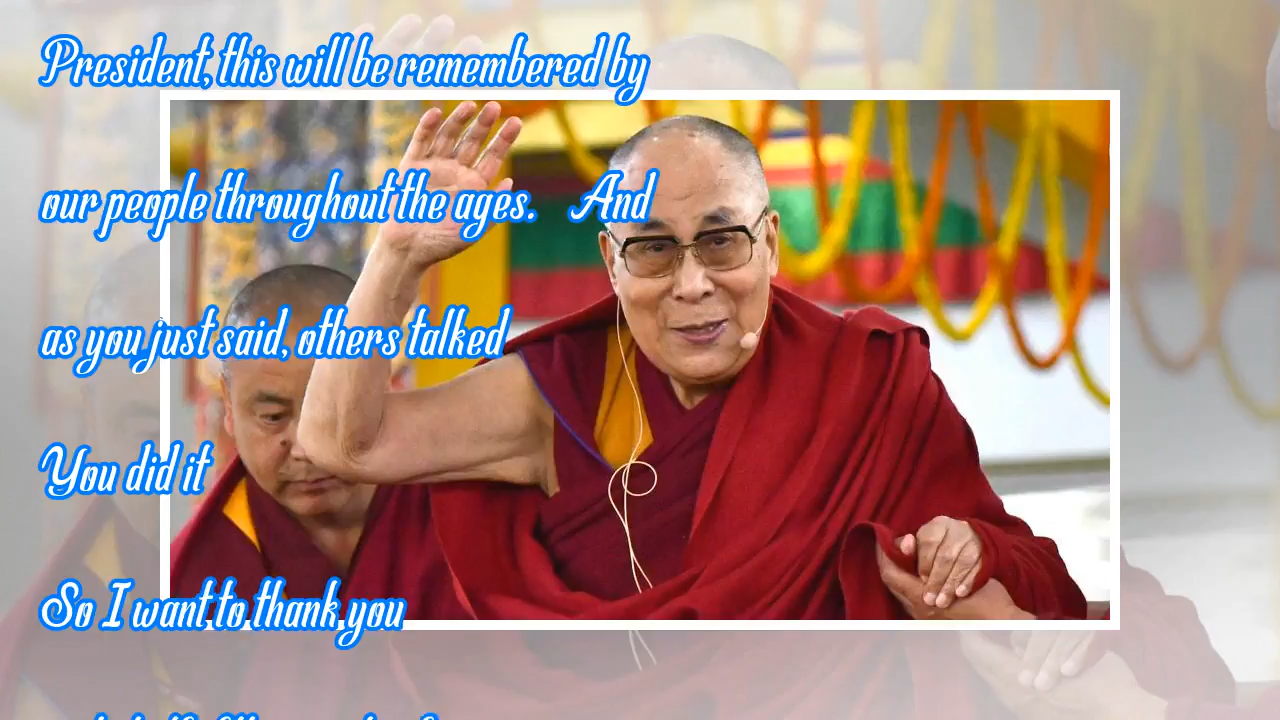 President, this will be remembered by
our people throughout the ages. And
as you just said, others talked
You did it
So I want to thank you